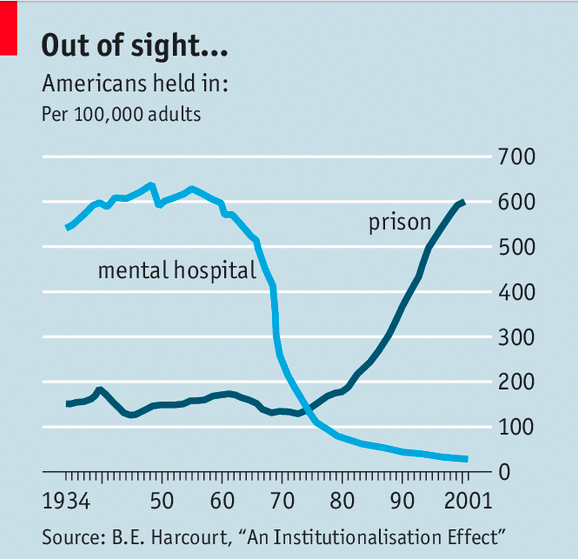 Out of sight...
Americans held in:
Per 100,000 adults
700
600
prison
500
mental hospital
400
300
200
100
0
1934 50 60 70 80 90 2001
Source: B.E. Harcourt, “An Institutionalisation Effect”